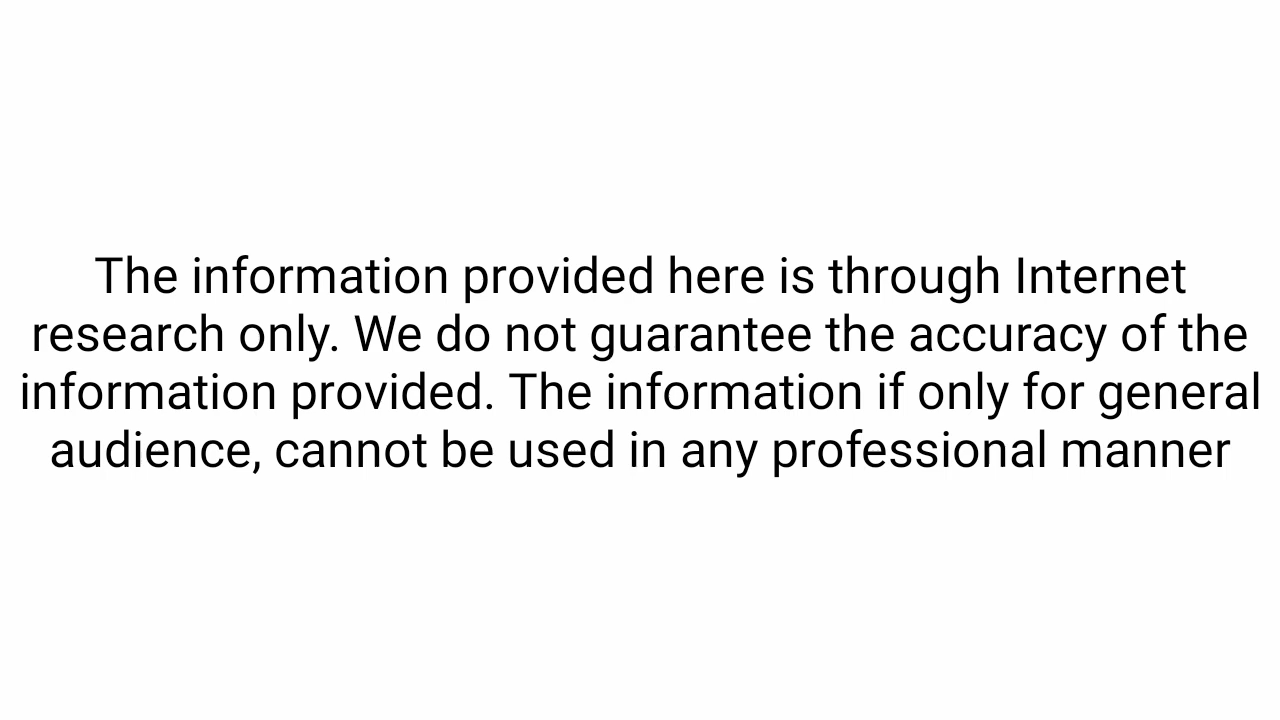 The information provided here is through Internet
research only. We do not guarantee the accuracy of the
information provided. The information if only for general
audience, cannot be used in any professional manner